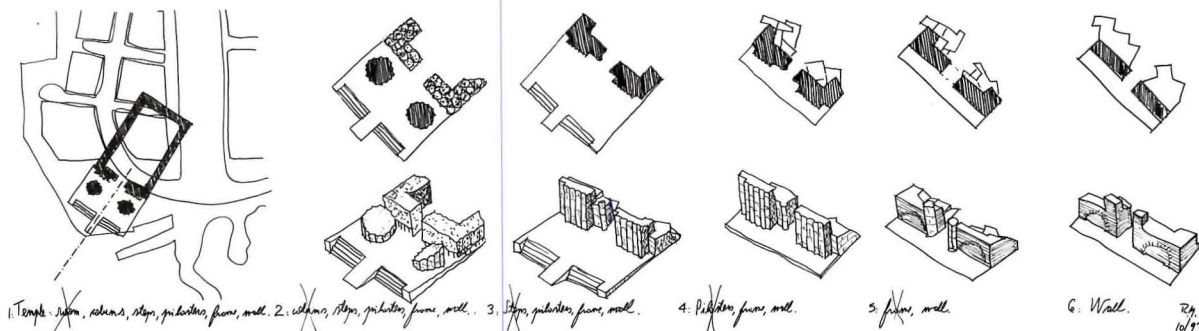 1: Temple: room, columns, steps, pilasters, frame, wall.
2: columns, steps, pilasters, frame, wall.
3: Steps, pilasters, frame, wall.
4: Pilasters, frame, wall.
5: frame, wall.
6: Wall.